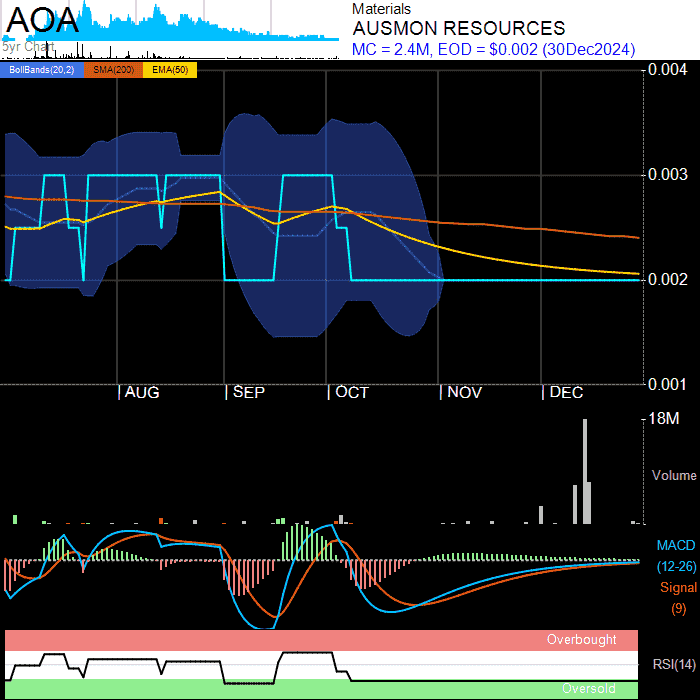 AOA
5yr Chart
Materials
AUSMON RESOURCES
MC = 2.4M, EOD = $0.002 (30Dec2024)
BollBands(20,2) SMA(200) EMA(50)
0.004
0.003
0.002
0.001
| AUG | SEP | OCT | NOV | DEC
18M
Volume
MACD
(12-26)
Signal
(9)
Overbought
RSI(14)
Oversold